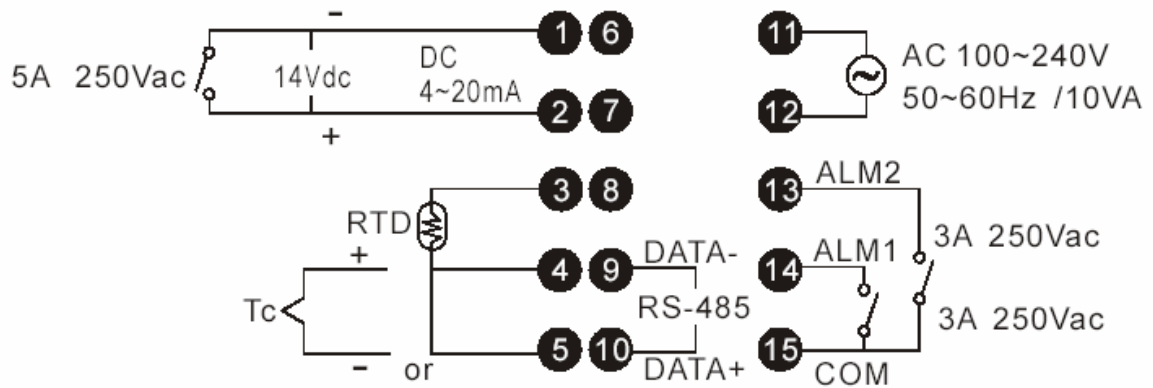 - 1 6 11
5A 250Vac 14Vdc DC AC 100~240V
4~20mA 50~60Hz /10VA
+ 2 7 12
3 8 13 ALM2
RTD
+ 4 9 DATA- 14 ALM1 3A 250Vac
Tc RS-485 3A 250Vac
- or 5 10 DATA+ 15 COM